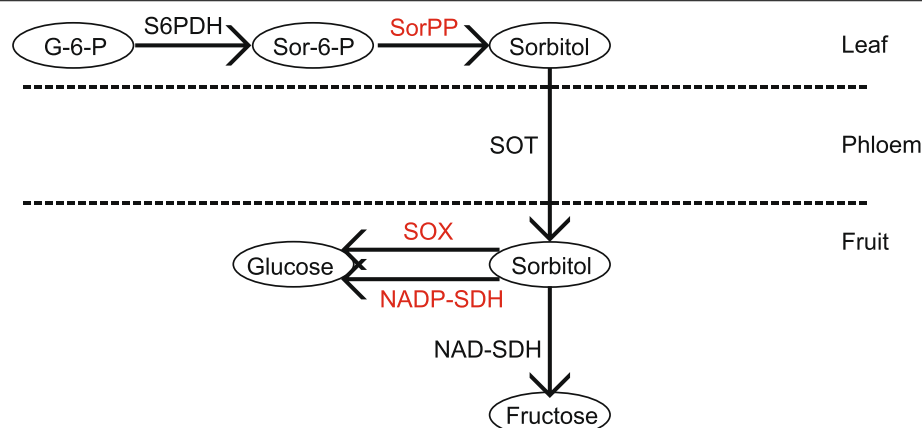 S6PDH SorPP
G-6-P Sor-6-P Sorbitol Leaf
SOT Phloem
SOX Fruit
Glucose Sorbitol
NADP-SDH
NAD-SDH
Fructose